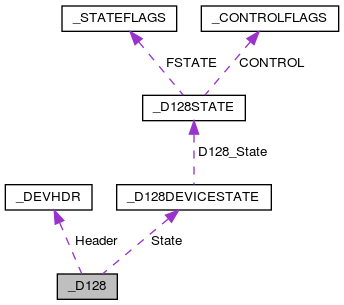 _STATEFLAGS
_CONTROLFLAGS
FSTATE
CONTROL
_D128STATE
D128_State
_DEVHDR
_D128DEVICESTATE
Header
State
_D128